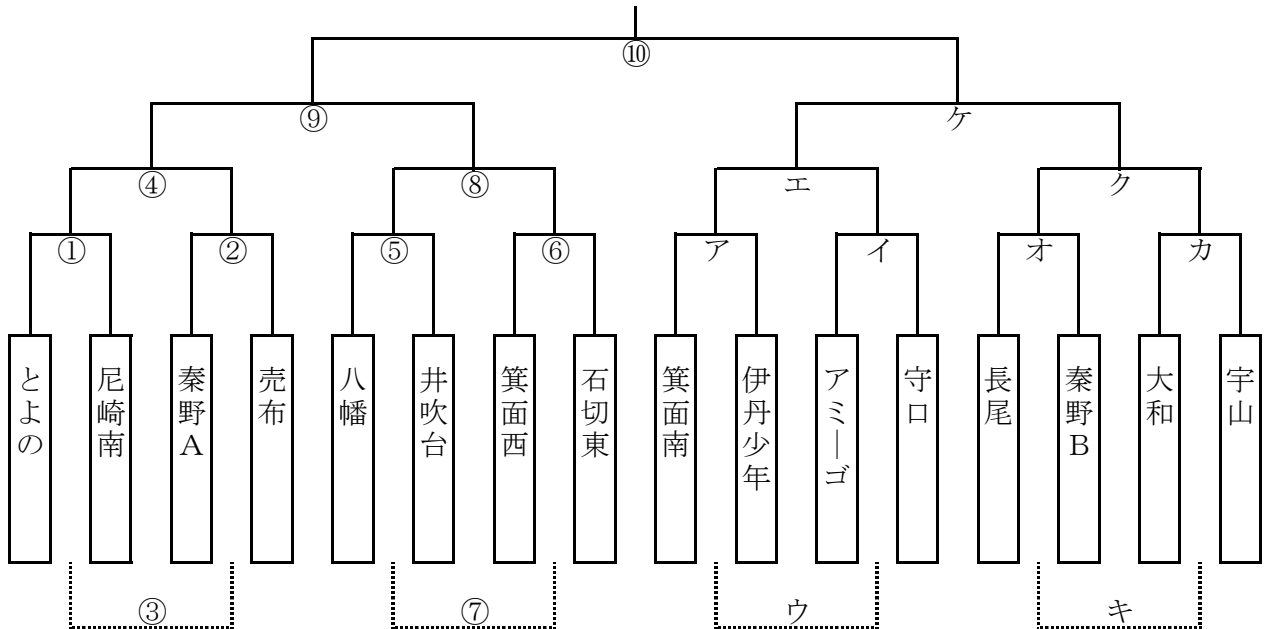 ⑩
⑨
ケ
④
⑧
エ
ク
①
②
⑤
⑥
ア
イ
オ
カ
とよの
尼崎南
秦野A
売布
八幡
井吹台
箕面西
石切東
箕面南
伊丹少年
アミーゴ
守口
長尾
秦野B
大和
宇山
③
⑦
ウ
キ